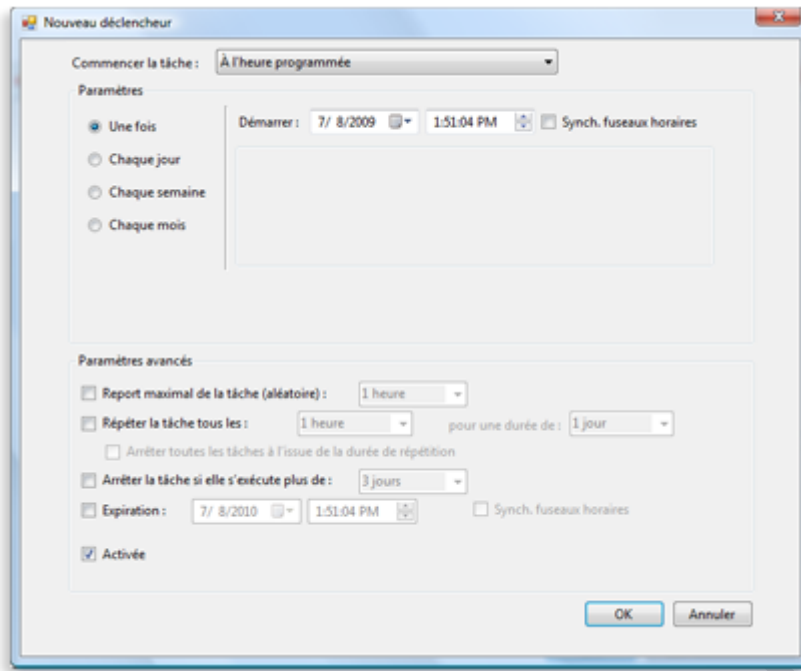 Nouveau déclencheur
Commencer la tâche : À l'heure programmée
Paramètres
Une fois
Démarrer : 7/ 8/2009 1:51:04 PM Synch. fuseaux horaires
Chaque jour
Chaque semaine
Chaque mois
Paramètres avancés
Report maximal de la tâche (aléatoire) : 1 heure
Répéter la tâche tous les : 1 heure pour une durée de : 1 jour
Arrêter toutes les tâches à l'issue de la durée de répétition
Arrêter la tâche si elle s'exécute plus de : 3 jours
Expiration : 7/ 8/2010 1:51:04 PM Synch. fuseaux horaires
Activée
OK Annuler